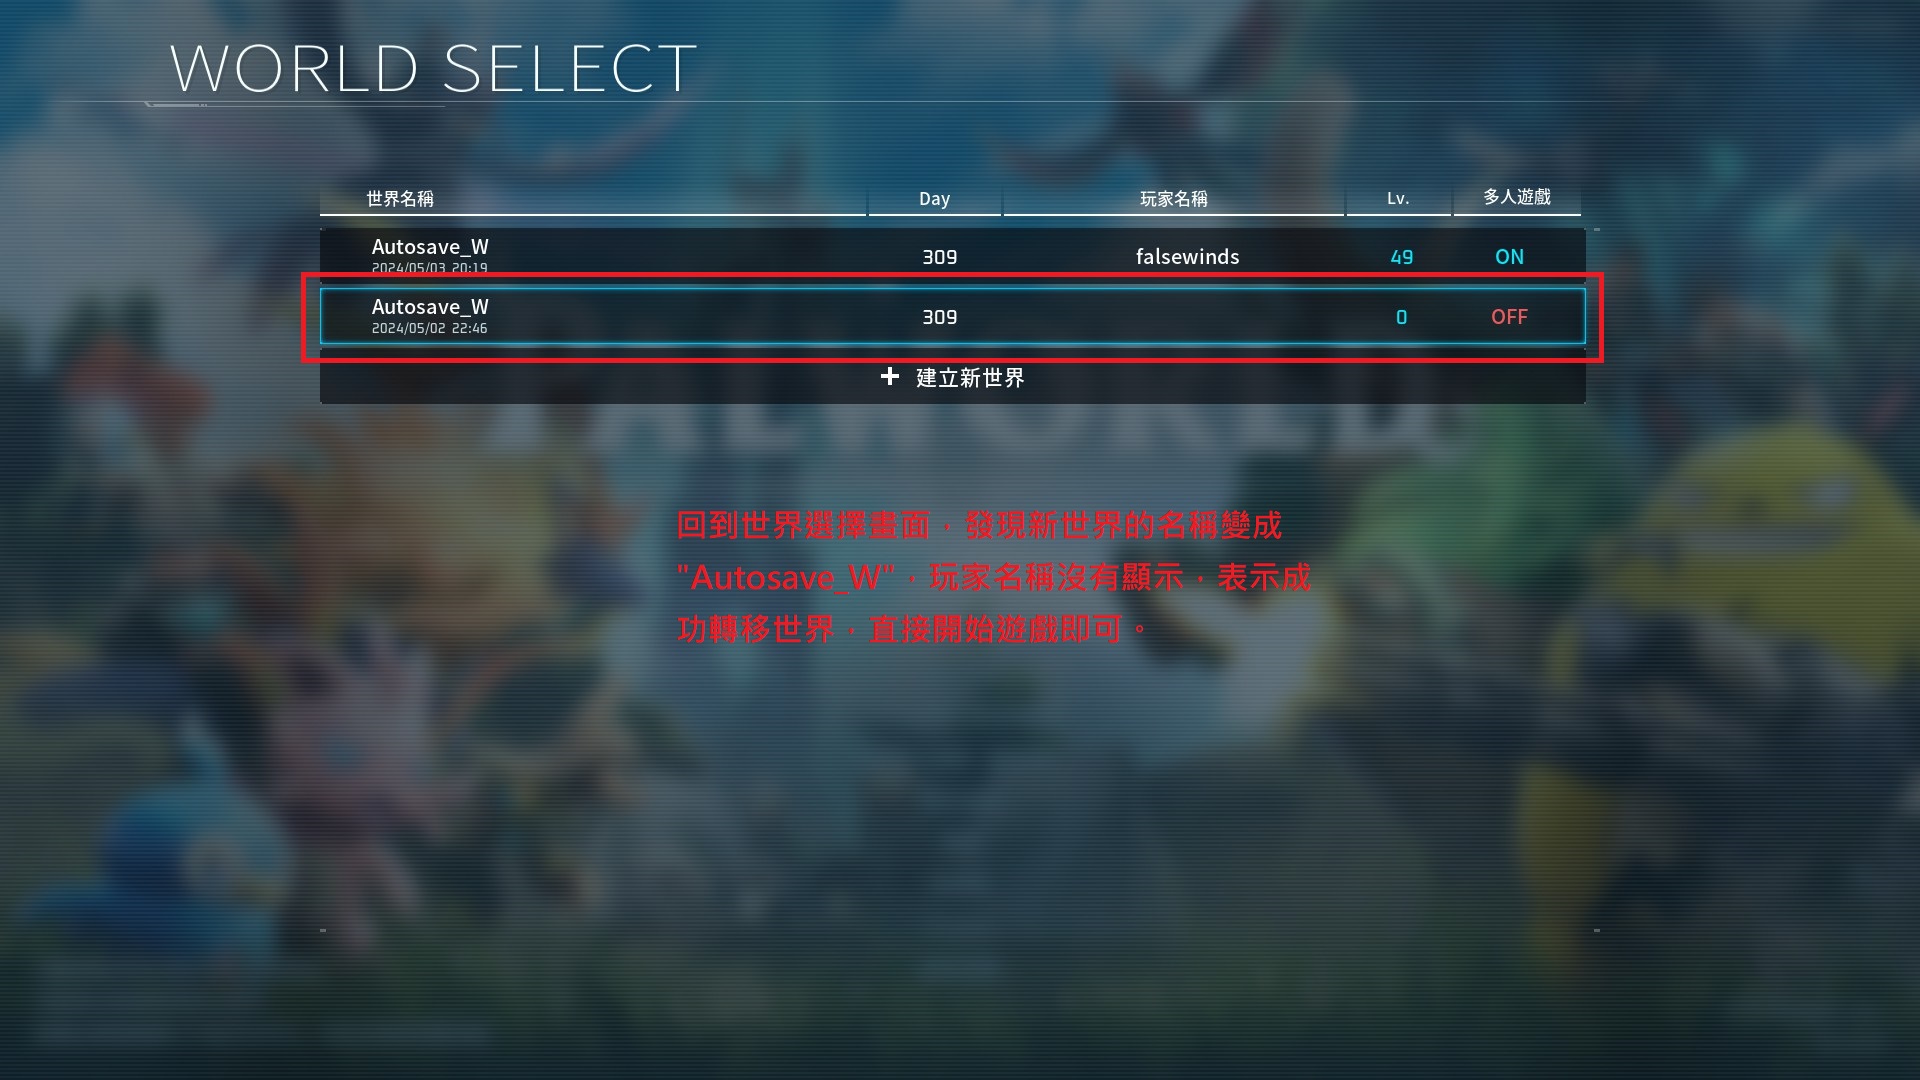 WORLD SELECT
世界名稱 Day 玩家名稱 Lv. 多人遊戲
Autosave_W
2024/05/03 20:19
309 falsewinds 49 ON
Autosave_W
2024/05/02 22:46
309 0 OFF
+ 建立新世界
PALWORLD
回到世界選擇畫面，發現新世界的名稱變成
"Autosave_W"，玩家名稱沒有顯示，表示成
功轉移世界，直接開始遊戲即可。